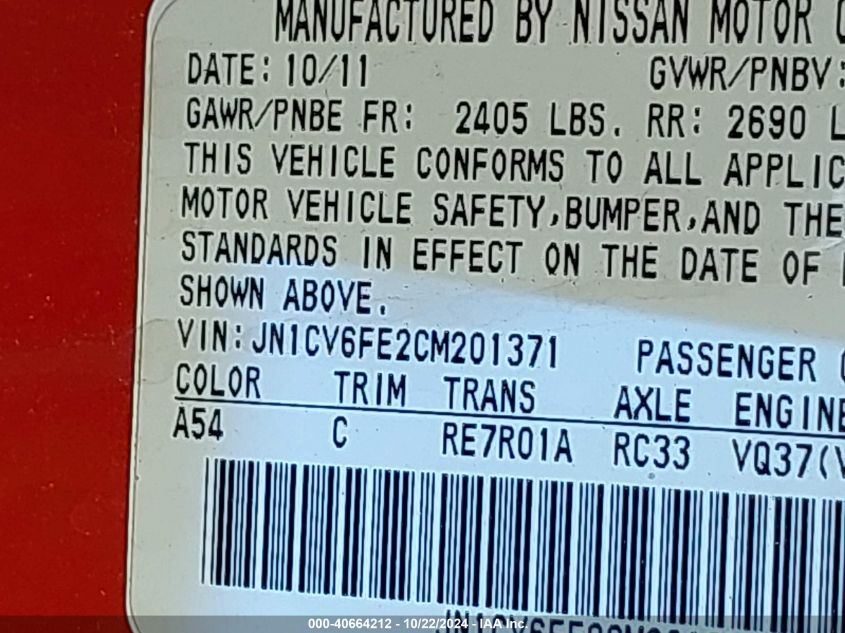 MANUFACTURED BY NISSAN MOTOR
DATE: 10/11 GVWR/PNBV:
GAWR/PNBE FR: 2405 LBS. RR: 2690 L
THIS VEHICLE CONFORMS TO ALL APPLIC
MOTOR VEHICLE SAFETY, BUMPER, AND THE
STANDARDS IN EFFECT ON THE DATE OF
SHOWN ABOVE.
VIN: JN1CV6FE2CM201371 PASSENGER
COLOR TRIM TRANS AXLE ENGINE
A54 C RE7R01A RC33 VQ37(V
000-40664212 - 10/22/2024 - IAA Inc.